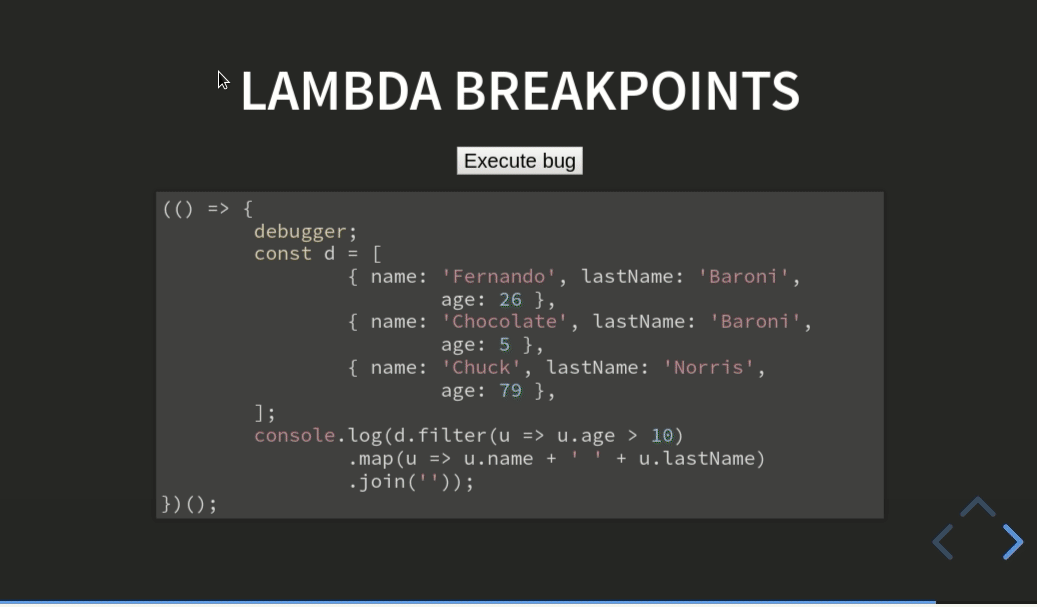 LAMBDA BREAKPOINTS
Execute bug
(() => {
        debugger;
        const d = [
                { name: 'Fernando', lastName: 'Baroni',
                        age: 26 },
                { name: 'Chocolate', lastName: 'Baroni',
                        age: 5 },
                { name: 'Chuck', lastName: 'Norris',
                        age: 79 },
        ];
        console.log(d.filter(u => u.age > 10)
                .map(u => u.name + ' ' + u.lastName)
                .join(''));
})();